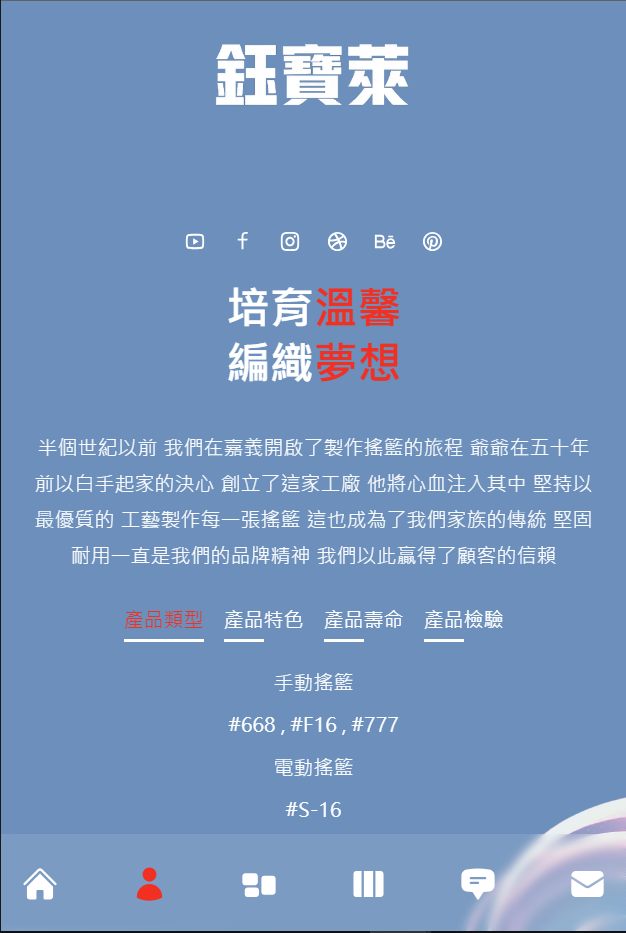 鈺寶萊
Bē
培育溫馨
編織夢想
半個世紀以前 我們在嘉義開啟了製作搖籃的旅程 爺爺在五十年
前以白手起家的決心 創立了這家工廠 他將心血注入其中 堅持以
最優質的 工藝製作每一張搖籃 這也成為了我們家族的傳統 堅固
耐用一直是我們的品牌精神 我們以此贏得了顧客的信賴
產品類型 產品特色 產品壽命 產品檢驗
手動搖籃
#668 , #F16 , #777
電動搖籃
#S-16